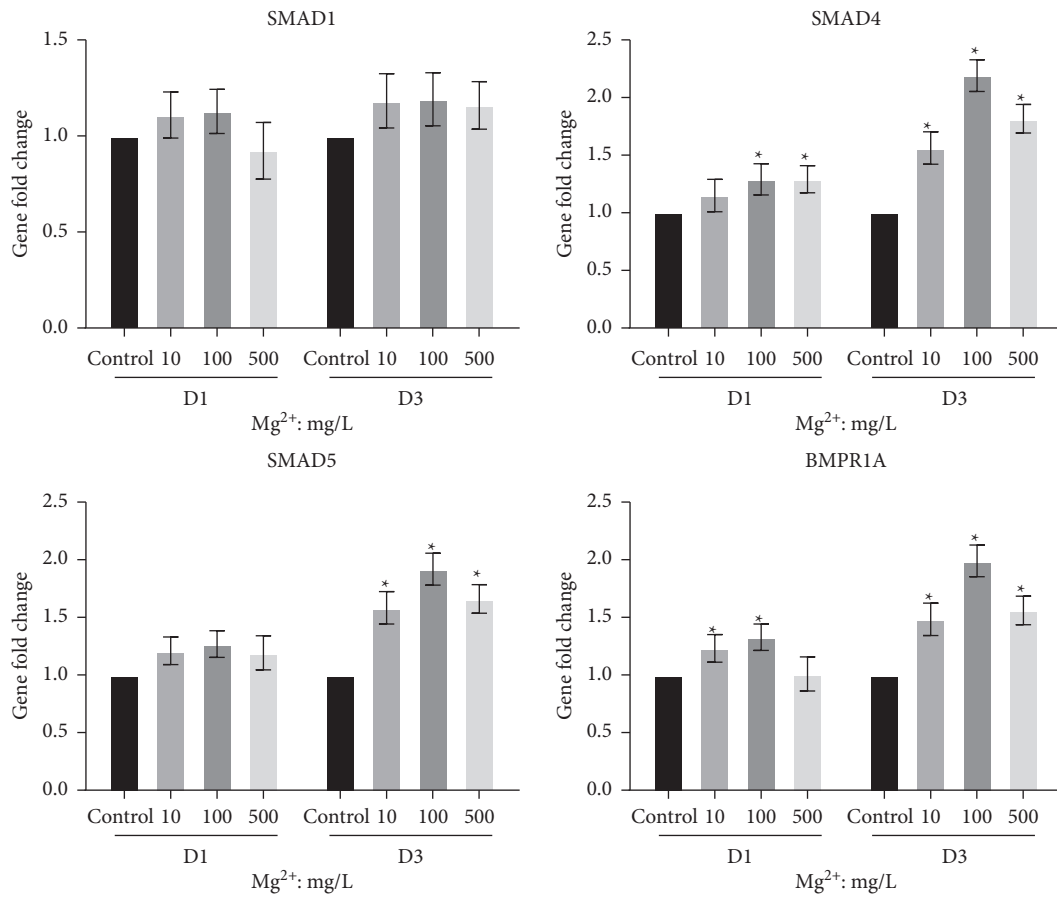 SMAD1
Gene fold change
1.5
1.0
0.5
0.0
Control 10 100 500 Control 10 100 500
D1 D3
Mg²⁺: mg/L
SMAD4
Gene fold change
2.5
2.0
1.5
1.0
0.5
0.0
* * * * *
Control 10 100 500 Control 10 100 500
D1 D3
Mg²⁺: mg/L
SMAD5
Gene fold change
2.5
2.0
1.5
1.0
0.5
0.0
* * *
Control 10 100 500 Control 10 100 500
D1 D3
Mg²⁺: mg/L
BMPR1A
Gene fold change
2.5
2.0
1.5
1.0
0.5
0.0
* * * * *
Control 10 100 500 Control 10 100 500
D1 D3
Mg²⁺: mg/L